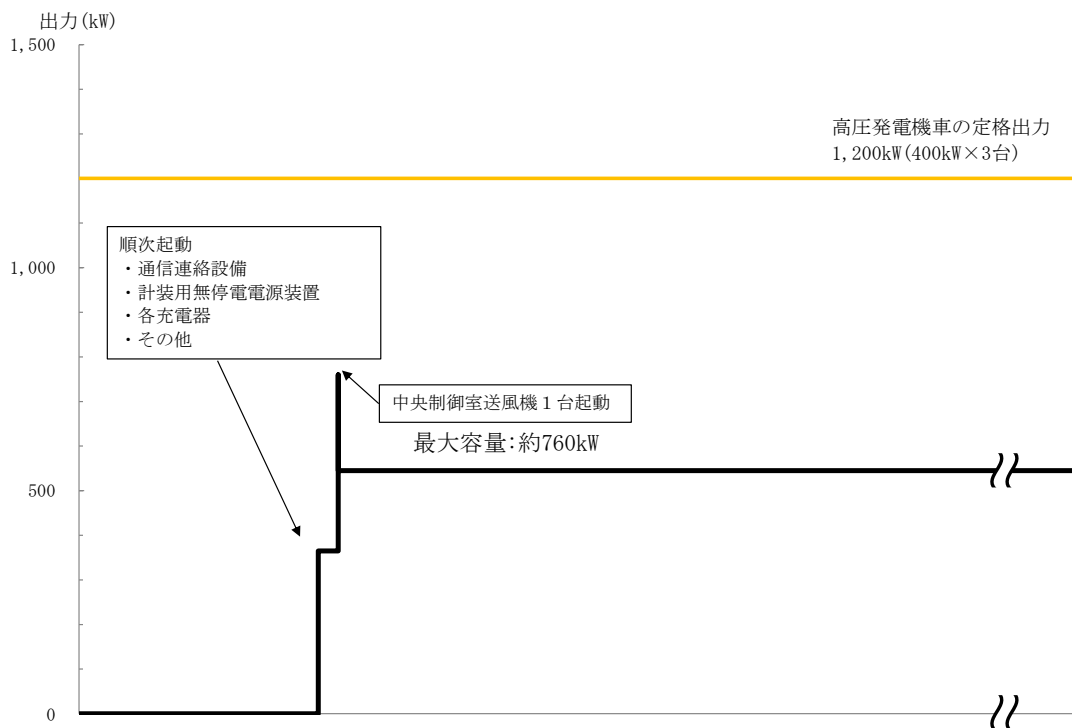 出力(kW)
1,500
高圧発電機車の定格出力
1,200kW(400kW×3台)
順次起動
・通信連絡設備
・計装用無停電電源装置
・各充電器
・その他
1,000
中央制御室送風機１台起動
最大容量:約760kW
500
0